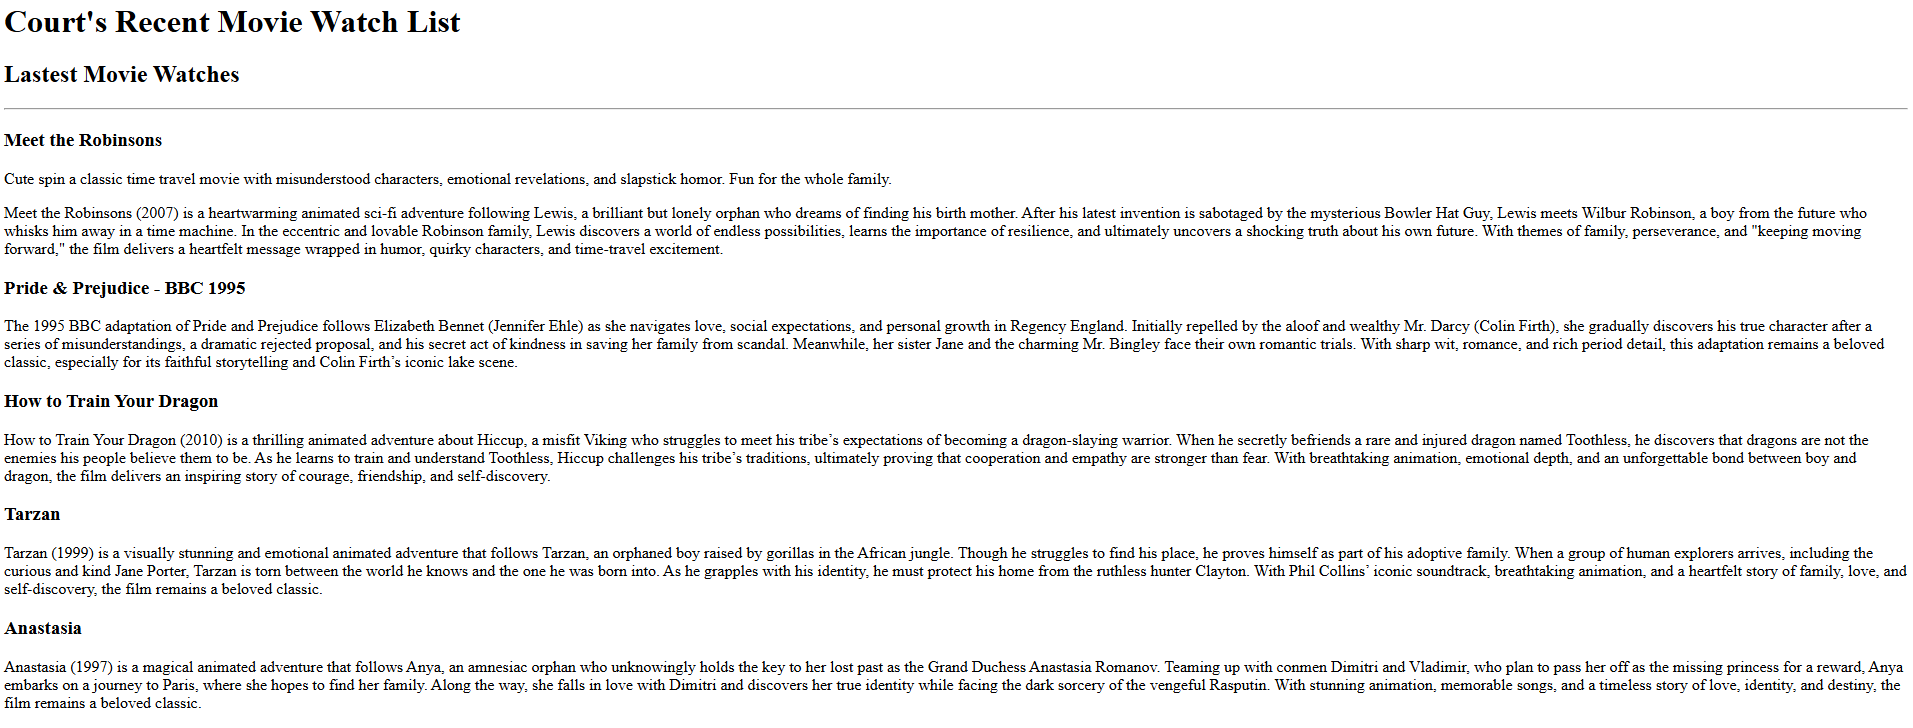 Court's Recent Movie Watch List
Lastest Movie Watches
Meet the Robinsons
Cute spin a classic time travel movie with misunderstood characters, emotional revelations, and slapstick homor. Fun for the whole family.
Meet the Robinsons (2007) is a heartwarming animated sci-fi adventure following Lewis, a brilliant but lonely orphan who dreams of finding his birth mother. After his latest invention is sabotaged by the mysterious Bowler Hat Guy, Lewis meets Wilbur Robinson, a boy from the future who
whisks him away in a time machine. In the eccentric and lovable Robinson family, Lewis discovers a world of endless possibilities, learns the importance of resilience, and ultimately uncovers a shocking truth about his own future. With themes of family, perseverance, and "keeping moving
forward," the film delivers a heartfelt message wrapped in humor, quirky characters, and time-travel excitement.
Pride & Prejudice - BBC 1995
The 1995 BBC adaptation of Pride and Prejudice follows Elizabeth Bennet (Jennifer Ehle) as she navigates love, social expectations, and personal growth in Regency England. Initially repelled by the aloof and wealthy Mr. Darcy (Colin Firth), she gradually discovers his true character after a
series of misunderstandings, a dramatic rejected proposal, and his secret act of kindness in saving her family from scandal. Meanwhile, her sister Jane and the charming Mr. Bingley face their own romantic trials. With sharp wit, romance, and rich period detail, this adaptation remains a beloved
classic, especially for its faithful storytelling and Colin Firth’s iconic lake scene.
How to Train Your Dragon
How to Train Your Dragon (2010) is a thrilling animated adventure about Hiccup, a misfit Viking who struggles to meet his tribe’s expectations of becoming a dragon-slaying warrior. When he secretly befriends a rare and injured dragon named Toothless, he discovers that dragons are not the
enemies his people believe them to be. As he learns to train and understand Toothless, Hiccup challenges his tribe’s traditions, ultimately proving that cooperation and empathy are stronger than fear. With breathtaking animation, emotional depth, and an unforgettable bond between boy and
dragon, the film delivers an inspiring story of courage, friendship, and self-discovery.
Tarzan
Tarzan (1999) is a visually stunning and emotional animated adventure that follows Tarzan, an orphaned boy raised by gorillas in the African jungle. Though he struggles to find his place, he proves himself as part of his adoptive family. When a group of human explorers arrives, including the
curious and kind Jane Porter, Tarzan is torn between the world he knows and the one he was born into. As he grapples with his identity, he must protect his home from the ruthless hunter Clayton. With Phil Collins’ iconic soundtrack, breathtaking animation, and a heartfelt story of family, love, and
self-discovery, the film remains a beloved classic.
Anastasia
Anastasia (1997) is a magical animated adventure that follows Anya, an amnesiac orphan who unknowingly holds the key to her lost past as the Grand Duchess Anastasia Romanov. Teaming up with conmen Dimitri and Vladimir, who plan to pass her off as the missing princess for a reward, Anya
embarks on a journey to Paris, where she hopes to find her family. Along the way, she falls in love with Dimitri and discovers her true identity while facing the dark sorcery of the vengeful Rasputin. With stunning animation, memorable songs, and a timeless story of love, identity, and destiny, the
film remains a beloved classic.